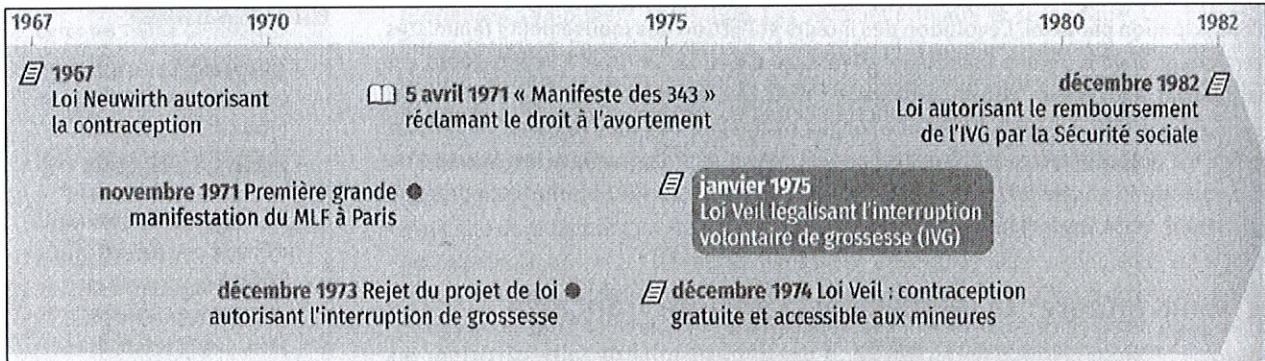 1967 1970 1975 1980 1982
1967
Loi Neuwirth autorisant
la contraception
5 avril 1971 « Manifeste des 343 »
réclamant le droit à l'avortement
décembre 1982
Loi autorisant le remboursement
de l'IVG par la Sécurité sociale
novembre 1971 Première grande
manifestation du MLF à Paris
janvier 1975
Loi Veil légalisant l'interruption
volontaire de grossesse (IVG)
décembre 1973 Rejet du projet de loi
autorisant l'interruption de grossesse
décembre 1974 Loi Veil : contraception
gratuite et accessible aux mineures